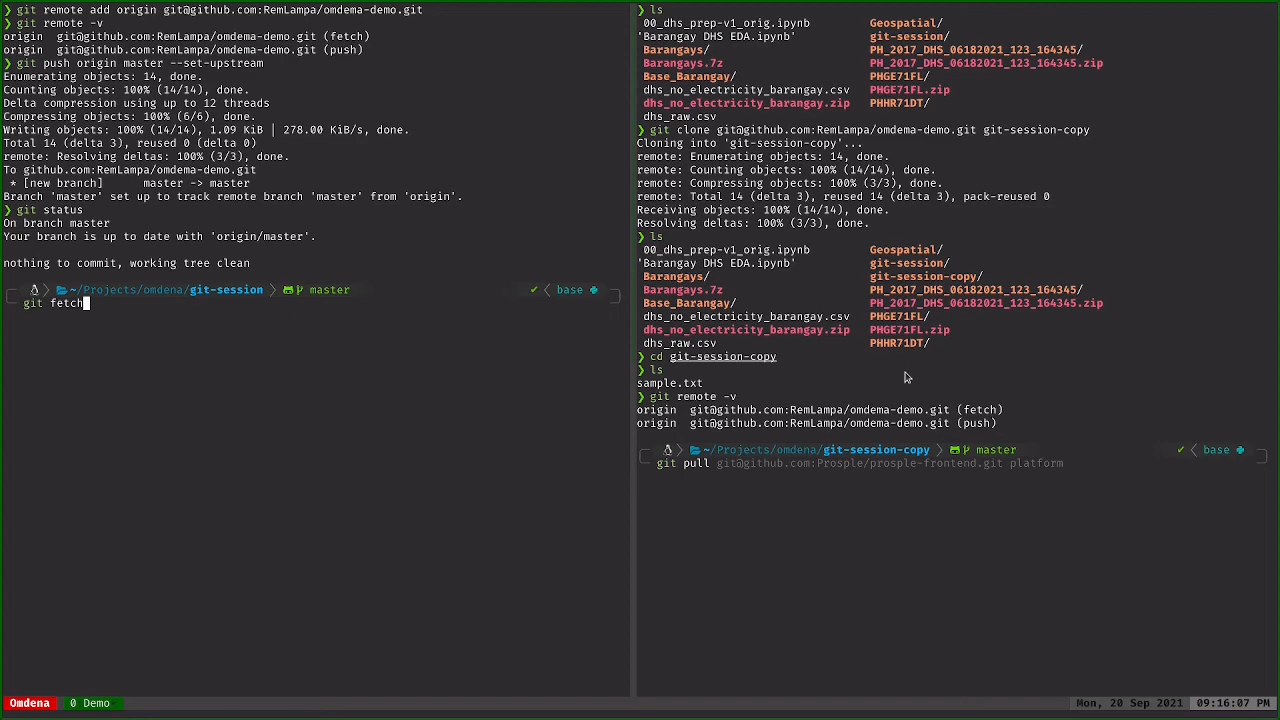 ❯ git remote add origin git@github.com:RemLampa/omdema-demo.git
❯ git remote -v
origin  git@github.com:RemLampa/omdema-demo.git (fetch)
origin  git@github.com:RemLampa/omdema-demo.git (push)
❯ git push origin master --set-upstream
Enumerating objects: 14, done.
Counting objects: 100% (14/14), done.
Delta compression using up to 12 threads
Compressing objects: 100% (6/6), done.
Writing objects: 100% (14/14), 1.09 KiB | 278.00 KiB/s, done.
Total 14 (delta 3), reused 0 (delta 0)
remote: Resolving deltas: 100% (3/3), done.
To github.com:RemLampa/omdema-demo.git
 * [new branch]      master -> master
Branch 'master' set up to track remote branch 'master' from 'origin'.
❯ git status
On branch master
Your branch is up to date with 'origin/master'.
nothing to commit, working tree clean
~/Projects/omdena/git-session master ✔ base
git fetch
❯ ls
00_dhs_prep-v1_orig.ipynb Geospatial/
'Barangay DHS EDA.ipynb' git-session/
Barangays/ PH_2017_DHS_06182021_123_164345/
Barangays.7z PH_2017_DHS_06182021_123_164345.zip
Base_Barangay/ PHGE71FL/
dhs_no_electricity_barangay.csv PHGE71FL.zip
dhs_no_electricity_barangay.zip PHHR71DT/
dhs_raw.csv
❯ git clone git@github.com:RemLampa/omdema-demo.git git-session-copy
Cloning into 'git-session-copy'...
remote: Enumerating objects: 14, done.
remote: Counting objects: 100% (14/14), done.
remote: Compressing objects: 100% (3/3), done.
remote: Total 14 (delta 3), reused 14 (delta 3), pack-reused 0
Receiving objects: 100% (14/14), done.
Resolving deltas: 100% (3/3), done.
❯ ls
00_dhs_prep-v1_orig.ipynb Geospatial/
'Barangay DHS EDA.ipynb' git-session/
Barangays/ git-session-copy/
Barangays.7z PH_2017_DHS_06182021_123_164345/
Base_Barangay/ PH_2017_DHS_06182021_123_164345.zip
dhs_no_electricity_barangay.csv PHGE71FL/
dhs_no_electricity_barangay.zip PHGE71FL.zip
dhs_raw.csv PHHR71DT/
❯ cd git-session-copy
❯ ls
sample.txt
❯ git remote -v
origin  git@github.com:RemLampa/omdema-demo.git (fetch)
origin  git@github.com:RemLampa/omdema-demo.git (push)
~/Projects/omdena/git-session-copy master ✔ base
git pull git@github.com:Prosple/prosple-frontend.git platform
Omdena 0 Demo Mon, 20 Sep 2021 09:16:07 PM